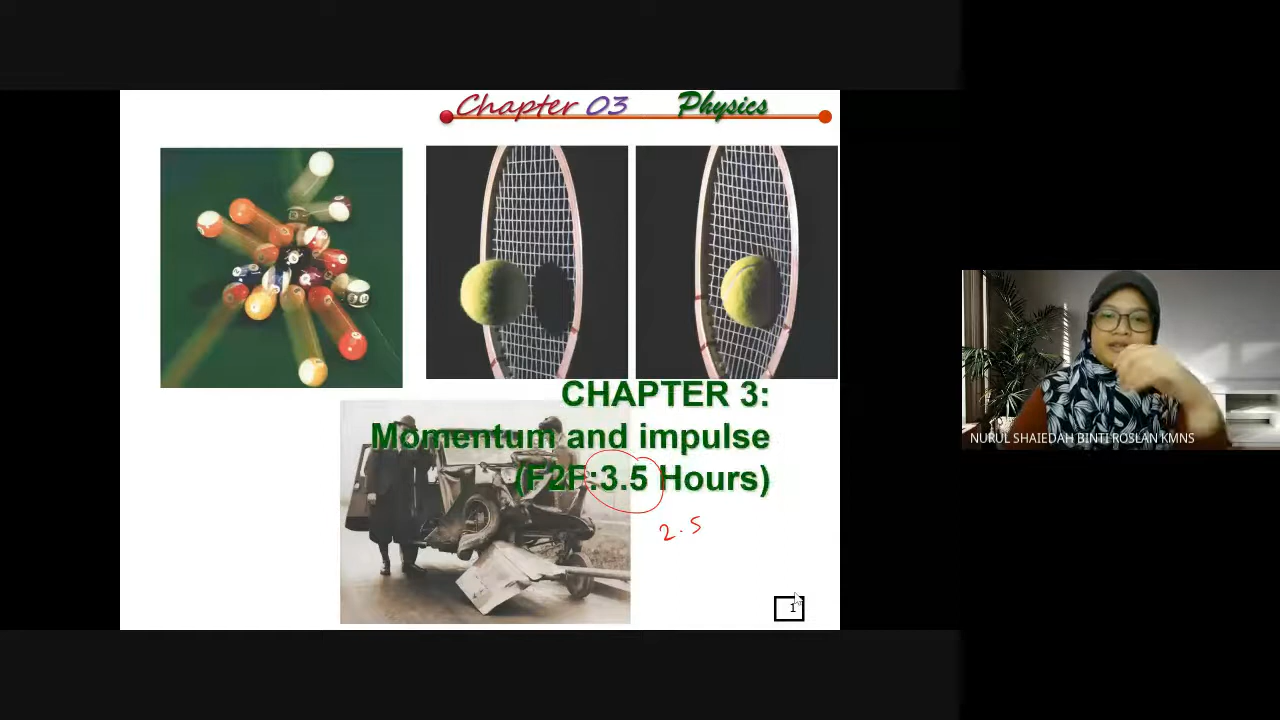 Chapter 03 Physics
CHAPTER 3:
Momentum and impulse
(F2F:3.5 Hours)
2.5
1
NURUL SHAIEDAH BINTI ROSLAN KMNS